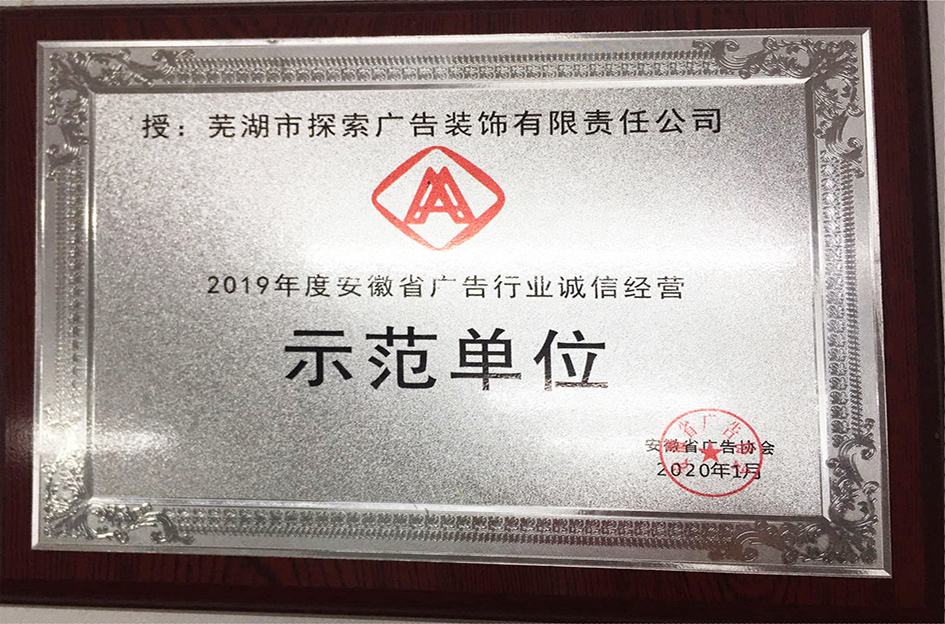 授：芜湖市探索广告装饰有限责任公司
2019年度安徽省广告行业诚信经营
示范单位
安徽省广告协会
2020年1月